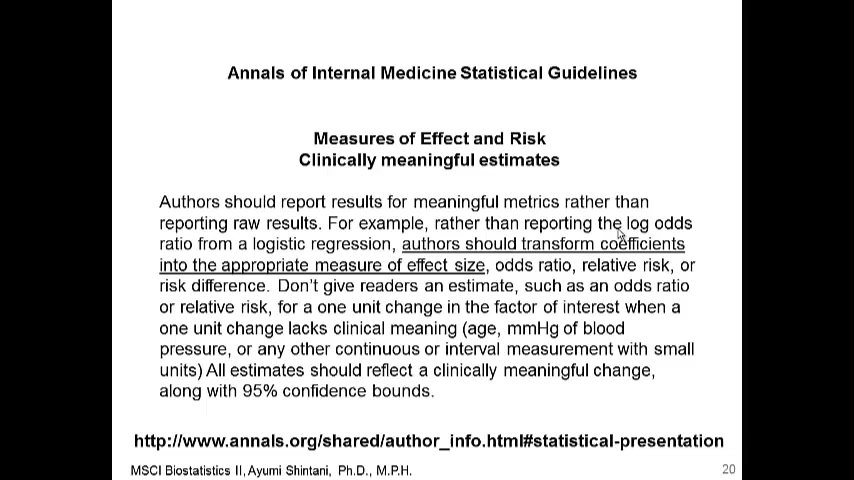 Annals of Internal Medicine Statistical Guidelines
Measures of Effect and Risk
Clinically meaningful estimates
Authors should report results for meaningful metrics rather than
reporting raw results. For example, rather than reporting the log odds
ratio from a logistic regression, authors should transform coefficients
into the appropriate measure of effect size, odds ratio, relative risk, or
risk difference. Don't give readers an estimate, such as an odds ratio
or relative risk, for a one unit change in the factor of interest when a
one unit change lacks clinical meaning (age, mmHg of blood
pressure, or any other continuous or interval measurement with small
units) All estimates should reflect a clinically meaningful change,
along with 95% confidence bounds.
http://www.annals.org/shared/author_info.html#statistical-presentation
MSCI Biostatistics II, Ayumi Shintani, Ph.D., M.P.H.
20